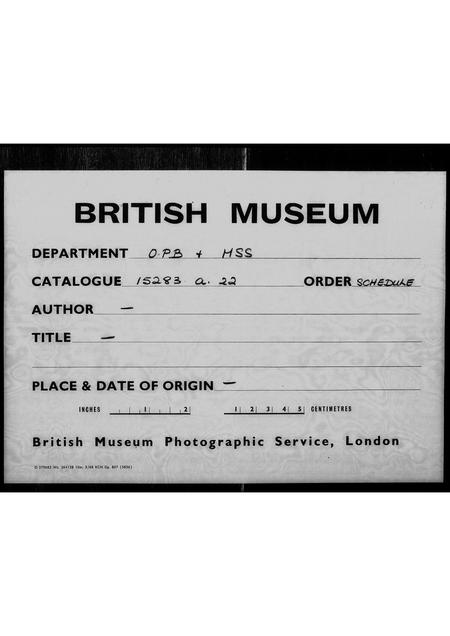 BRITISH MUSEUM
DEPARTMENT O.P.B + MSS
CATALOGUE 15283 a. 22 ORDER SCHEDULE
AUTHOR —
TITLE —
PLACE & DATE OF ORIGIN —
INCHES 1 2 1 2 3 4 5 CENTIMETRES
British Museum Photographic Service, London